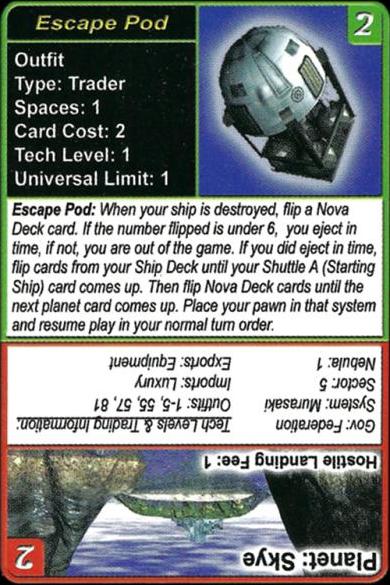 Escape Pod
2
Outfit
Type: Trader
Spaces: 1
Card Cost: 2
Tech Level: 1
Universal Limit: 1
Escape Pod: When your ship is destroyed, flip a Nova
Deck card. If the number flipped is under 6, you eject in
time, if not, you are out of the game. If you did eject in time,
flip cards from your Ship Deck until your Shuttle A (Starting
Ship) card comes up. Then flip Nova Deck cards until the
next planet card comes up. Place your pawn in that system
and resume play in your normal turn order.
Planet: Skye
2
Hostile Landing Fee: 1
Gov: Federation
System: Murasaki
Sector: 5
Nebula: 1
Tech Levels & Trading Information:
Outfits: 1-5, 55, 57, 81
Imports: Luxury
Exports: Equipment